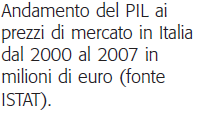 Andamento del PIL ai
prezzi di mercato in Italia
dal 2000 al 2007 in
milioni di euro (fonte
ISTAT).